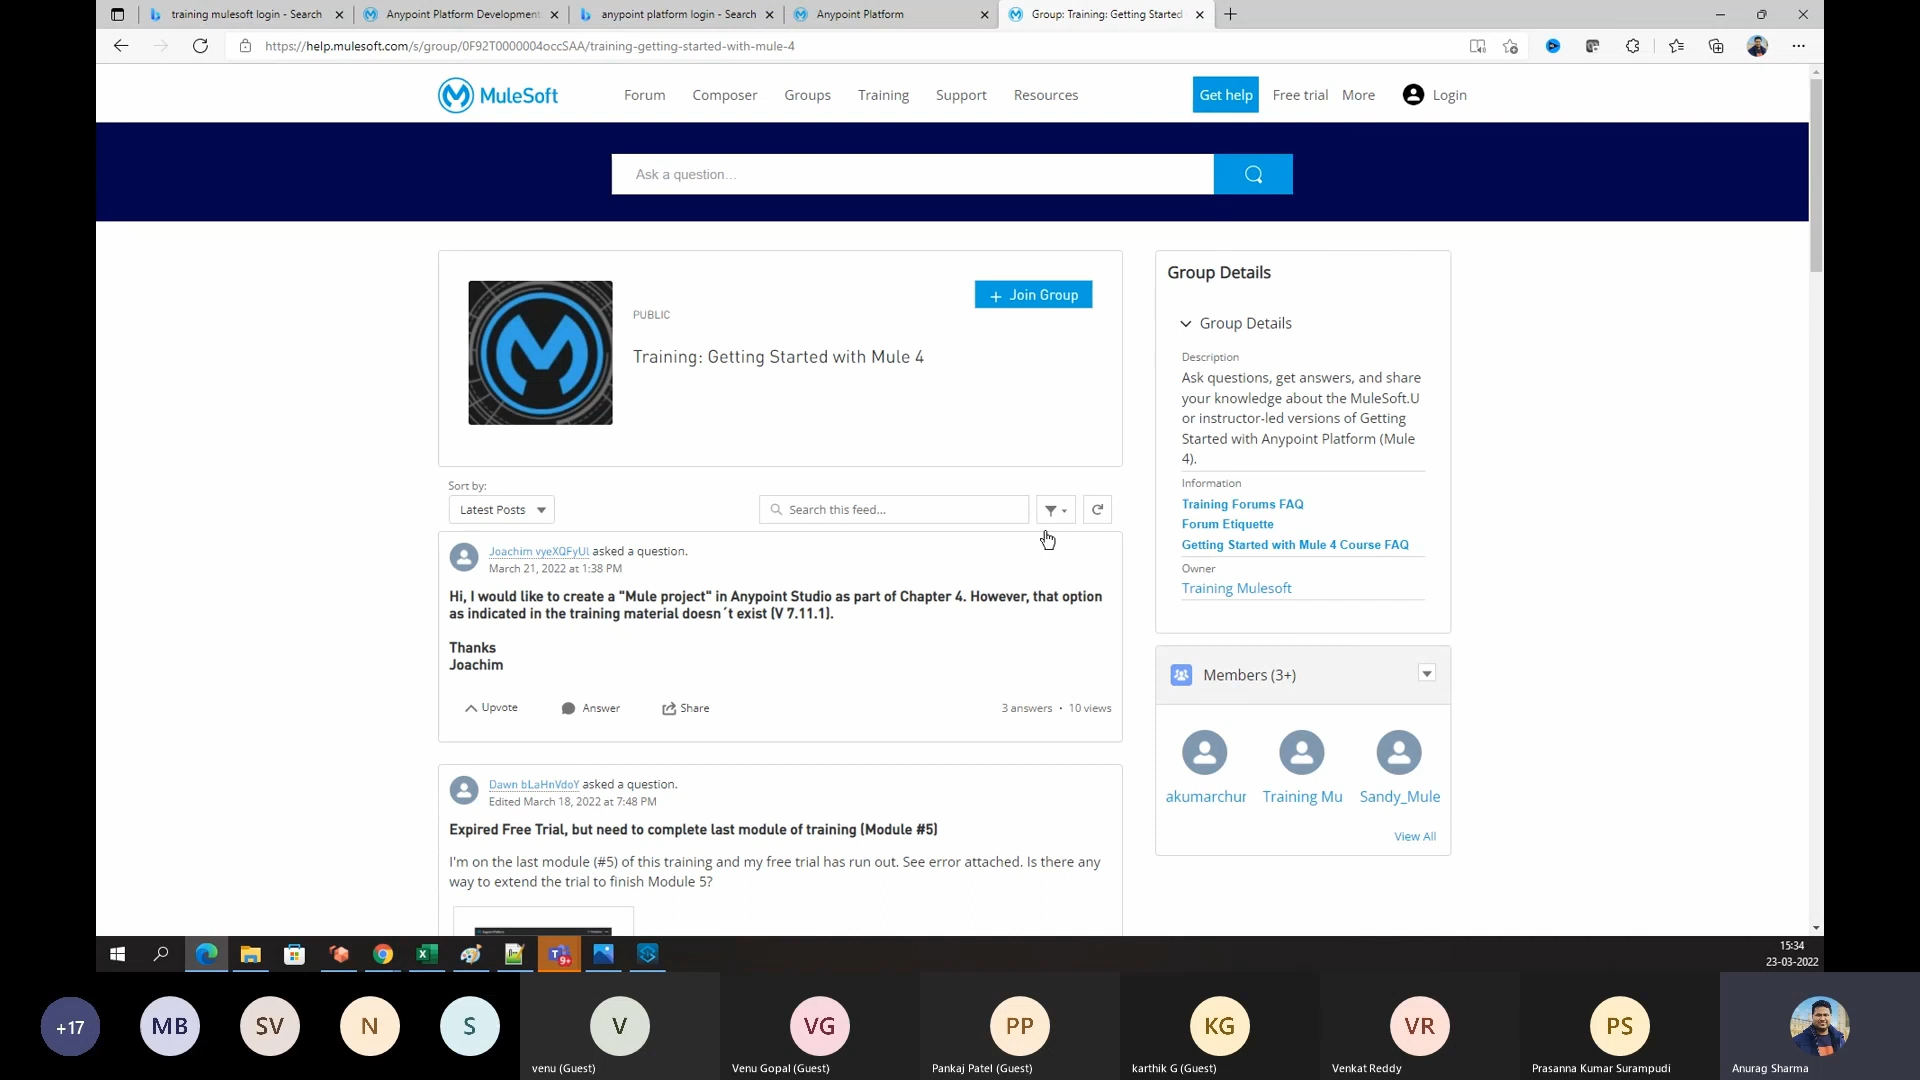 training mulesoft login - Search
Anypoint Platform Development
anypoint platform login - Search
Anypoint Platform
Group: Training: Getting Started
https://help.mulesoft.com/s/group/0F92T0000004occSAA/training-getting-started-with-mule-4
MuleSoft
Forum
Composer
Groups
Training
Support
Resources
Get help
Free trial
More
Login
Ask a question...
PUBLIC
+ Join Group
Training: Getting Started with Mule 4
Sort by:
Latest Posts
Search this feed...
Joachim vyeXQFyUl asked a question.
March 21, 2022 at 1:38 PM
Hi, I would like to create a "Mule project" in Anypoint Studio as part of Chapter 4. However, that option
as indicated in the training material doesn´t exist (V 7.11.1).
Thanks
Joachim
Upvote
Answer
Share
3 answers • 10 views
Dawn bLaHnVdoY asked a question.
Edited March 18, 2022 at 7:48 PM
Expired Free Trial, but need to complete last module of training (Module #5)
I'm on the last module (#5) of this training and my free trial has run out. See error attached. Is there any
way to extend the trial to finish Module 5?
Group Details
Group Details
Description
Ask questions, get answers, and share
your knowledge about the MuleSoft.U
or instructor-led versions of Getting
Started with Anypoint Platform (Mule
4).
Information
Training Forums FAQ
Forum Etiquette
Getting Started with Mule 4 Course FAQ
Owner
Training Mulesoft
Members (3+)
akumarchur
Training Mu
Sandy_Mule
View All
9+
15:34
23-03-2022
+17
MB
SV
N
S
V
VG
PP
KG
VR
PS
venu (Guest)
Venu Gopal (Guest)
Pankaj Patel (Guest)
karthik G (Guest)
Venkat Reddy
Prasanna Kumar Surampudi
Anurag Sharma